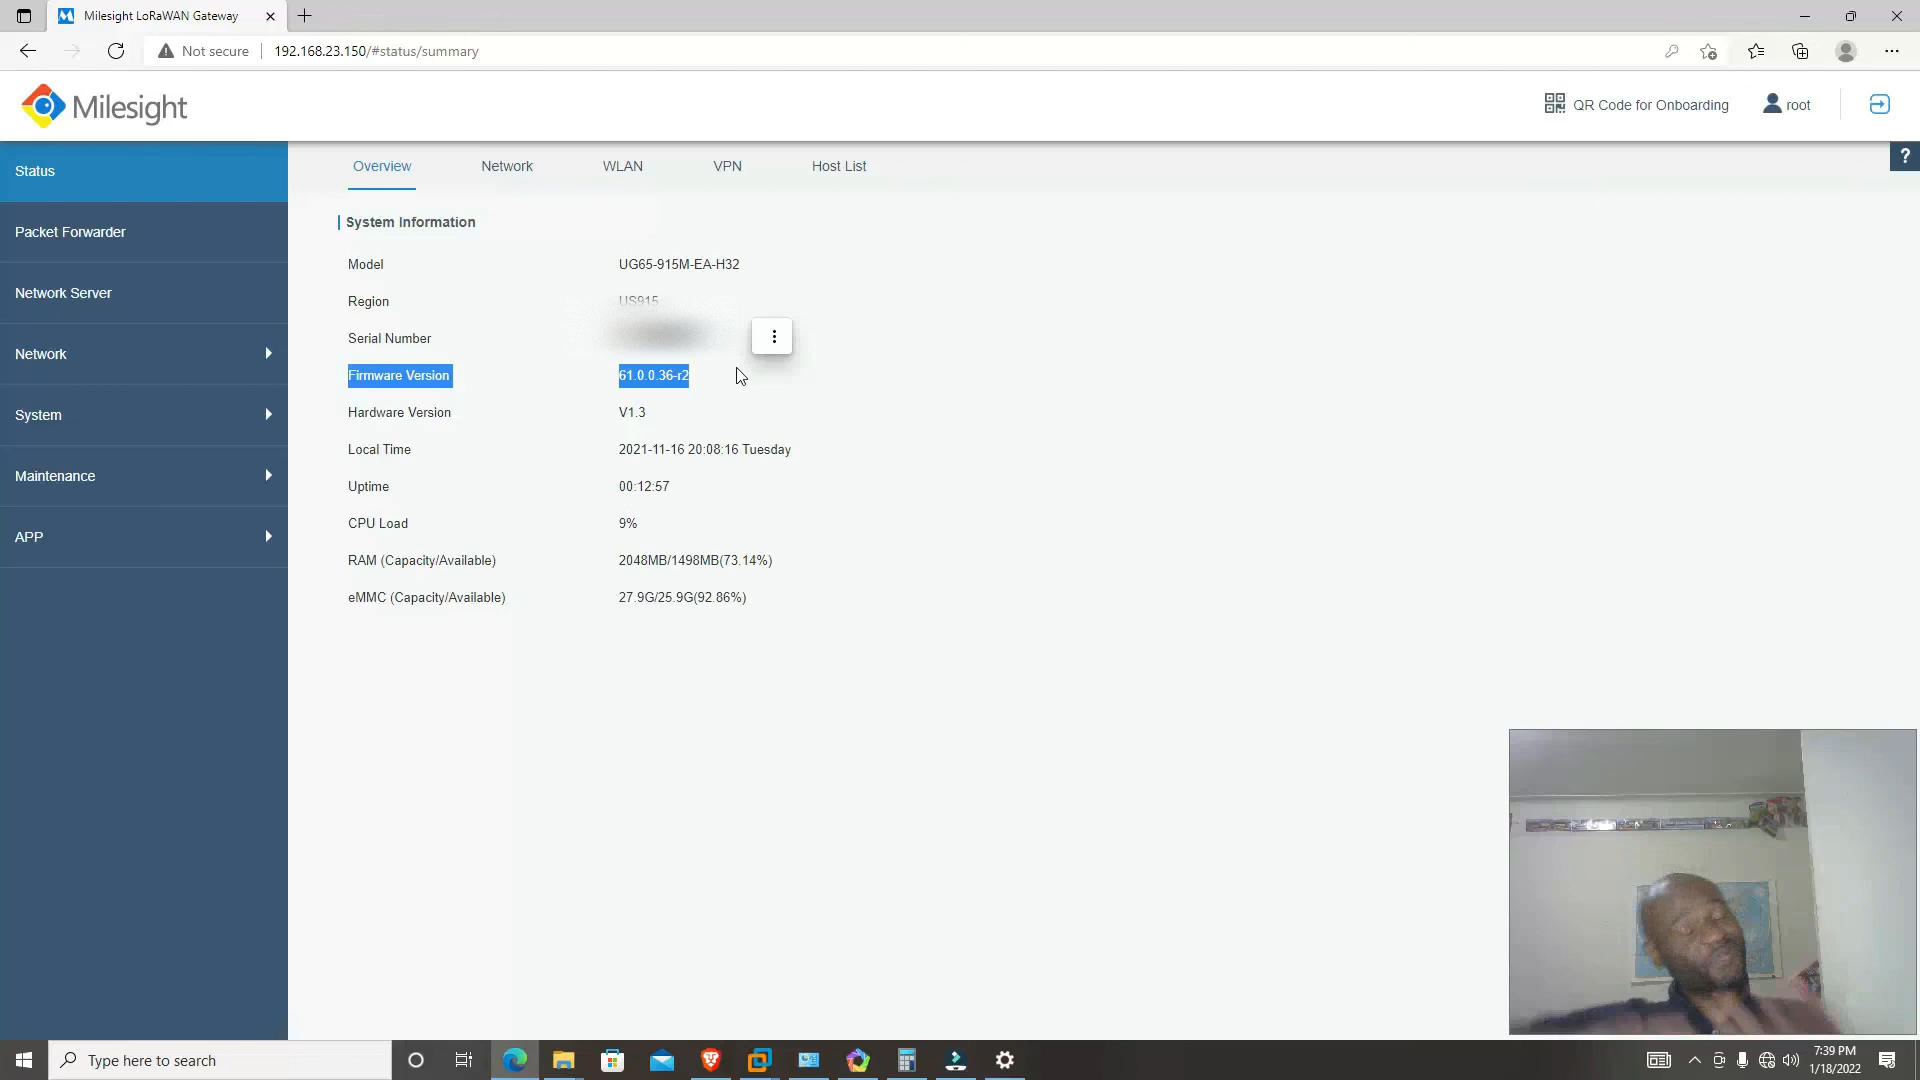 Milesight LoRaWAN Gateway
Not secure
192.168.23.150/#status/summary
Milesight
QR Code for Onboarding
root
Status
Packet Forwarder
Network Server
Network
System
Maintenance
APP
Overview Network WLAN VPN Host List
?
System Information
Model UG65-915M-EA-H32
Region US915
Serial Number
Firmware Version 61.0.0.36-r2
Hardware Version V1.3
Local Time 2021-11-16 20:08:16 Tuesday
Uptime 00:12:57
CPU Load 9%
RAM (Capacity/Available) 2048MB/1498MB(73.14%)
eMMC (Capacity/Available) 27.9G/25.9G(92.86%)
Type here to search
7:39 PM
1/18/2022